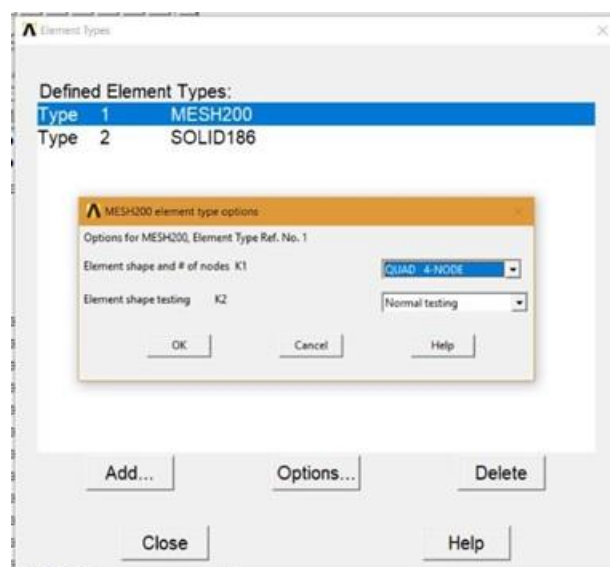 Element Types
Defined Element Types:
Type 1 MESH200
Type 2 SOLID186
MESH200 element type options
Options for MESH200, Element Type Ref. No. 1
Element shape and # of nodes K1 QUAD 4-NODE
Element shape testing K2 Normal testing
OK Cancel Help
Add... Options... Delete
Close Help